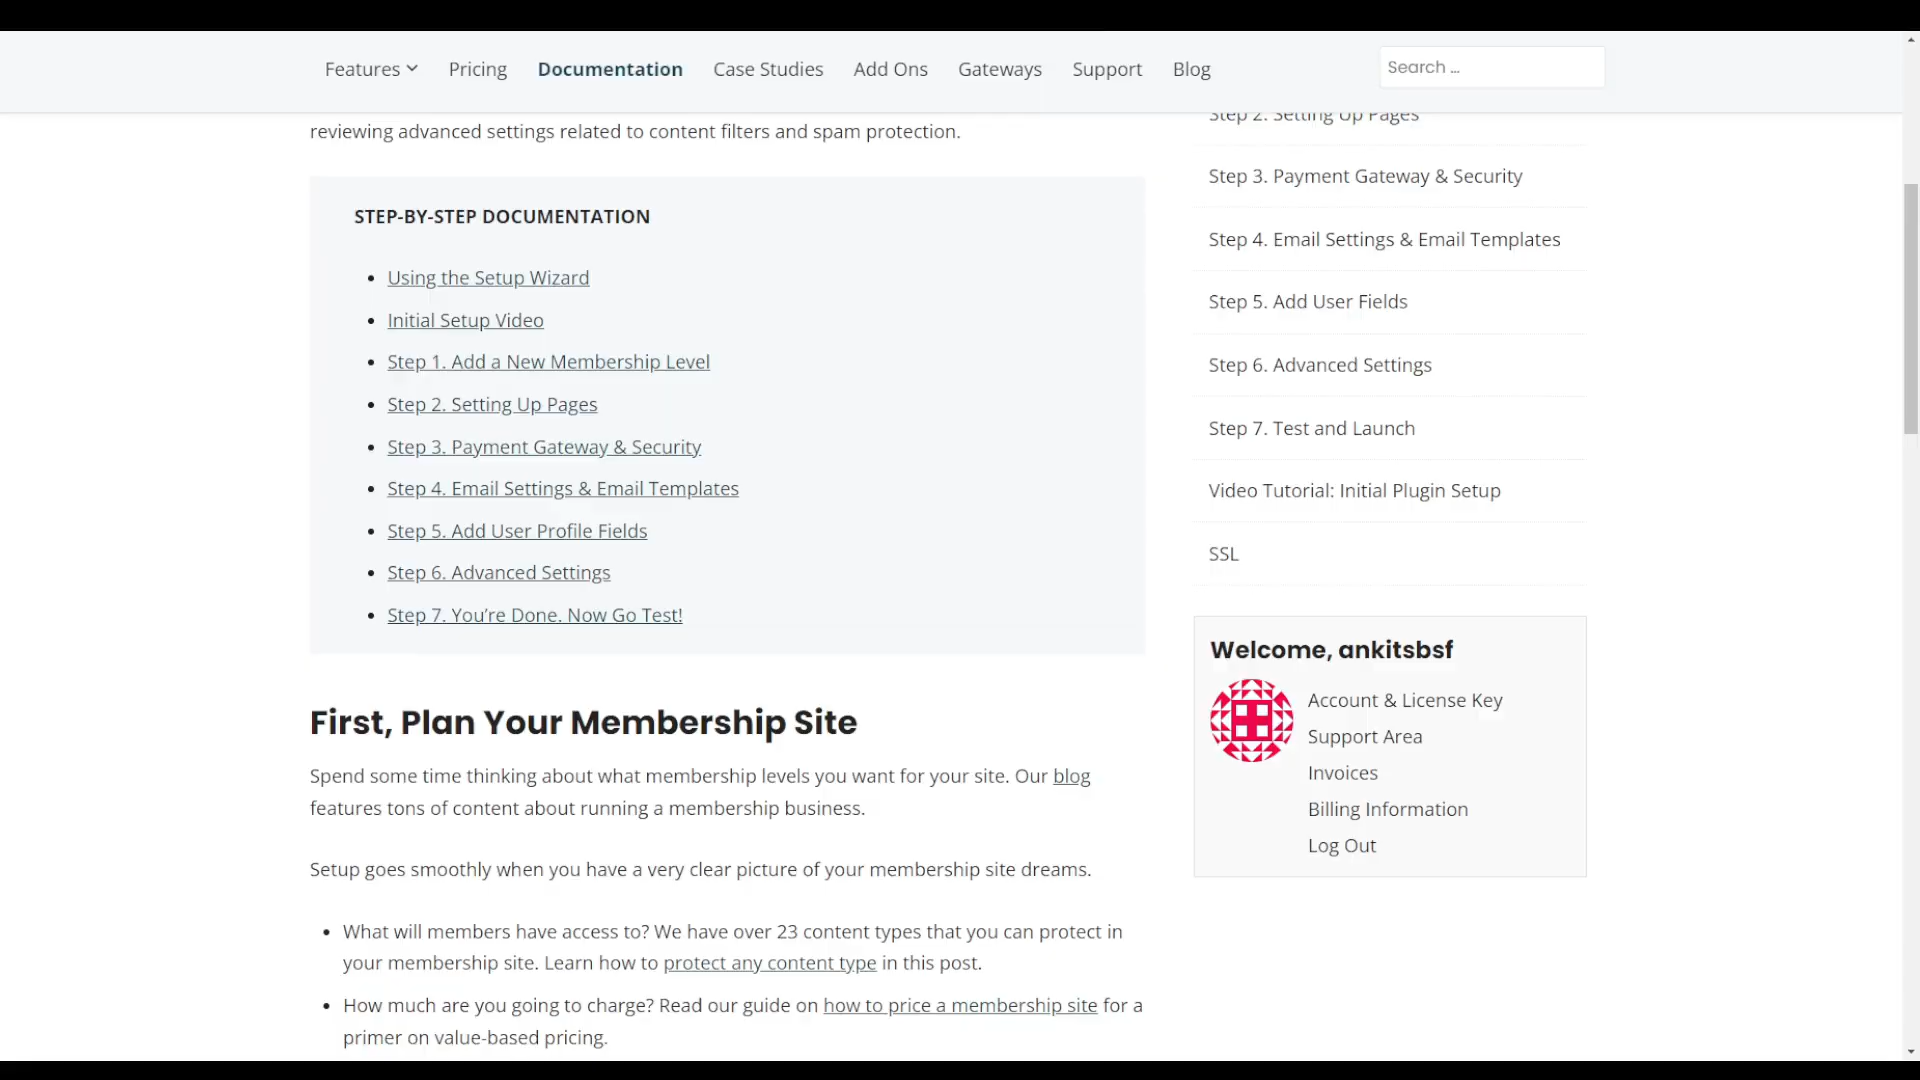 Features
Pricing
Documentation
Case Studies
Add Ons
Gateways
Support
Blog
Search …
reviewing advanced settings related to content filters and spam protection.
STEP-BY-STEP DOCUMENTATION
Using the Setup Wizard
Initial Setup Video
Step 1. Add a New Membership Level
Step 2. Setting Up Pages
Step 3. Payment Gateway & Security
Step 4. Email Settings & Email Templates
Step 5. Add User Profile Fields
Step 6. Advanced Settings
Step 7. You’re Done. Now Go Test!
First, Plan Your Membership Site
Spend some time thinking about what membership levels you want for your site. Our blog
features tons of content about running a membership business.
Setup goes smoothly when you have a very clear picture of your membership site dreams.
What will members have access to? We have over 23 content types that you can protect in
your membership site. Learn how to protect any content type in this post.
How much are you going to charge? Read our guide on how to price a membership site for a
primer on value-based pricing.
Step 2. Setting Up Pages
Step 3. Payment Gateway & Security
Step 4. Email Settings & Email Templates
Step 5. Add User Fields
Step 6. Advanced Settings
Step 7. Test and Launch
Video Tutorial: Initial Plugin Setup
SSL
Welcome, ankitsbsf
Account & License Key
Support Area
Invoices
Billing Information
Log Out